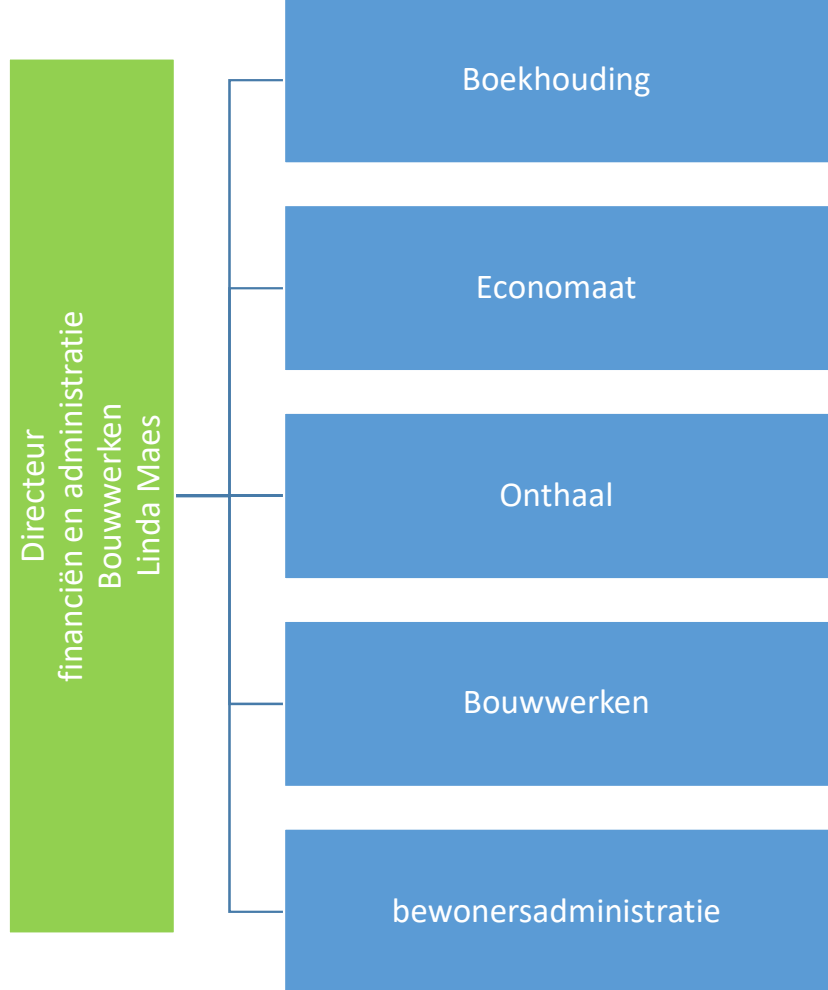 Directeur
financiën en administratie
Bouwwerken
Linda Maes
Boekhouding
Economaat
Onthaal
Bouwwerken
bewonersadministratie